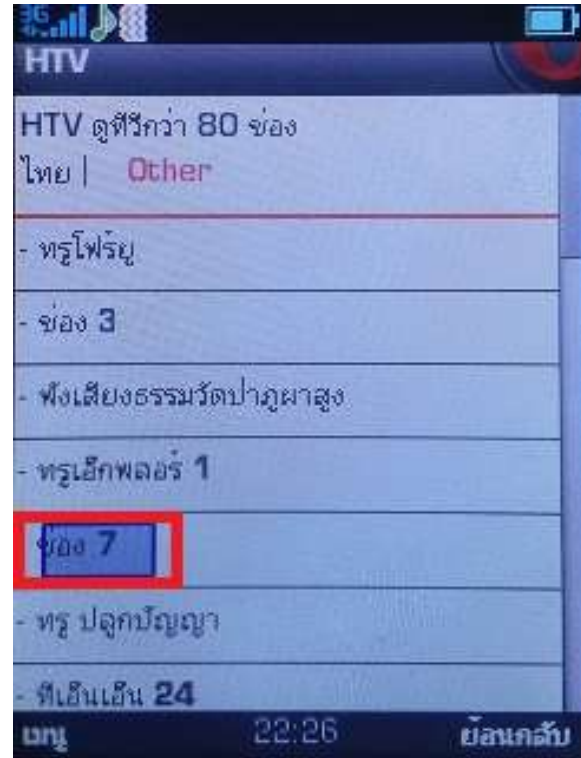 3G
HTV
HTV ดูทีวีกว่า 80 ช่อง
ไทย | Other
- ทรูโฟร์ยู
- ช่อง 3
- ฟังเสียงธรรมวัดป่าภูผาสูง
- ทรูเอ็กพลอร์ 1
ช่อง 7
- ทรู ปลูกปัญญา
- ทีเอ็นเอ็น 24
เมนู 22:26 ย้อนกลับ